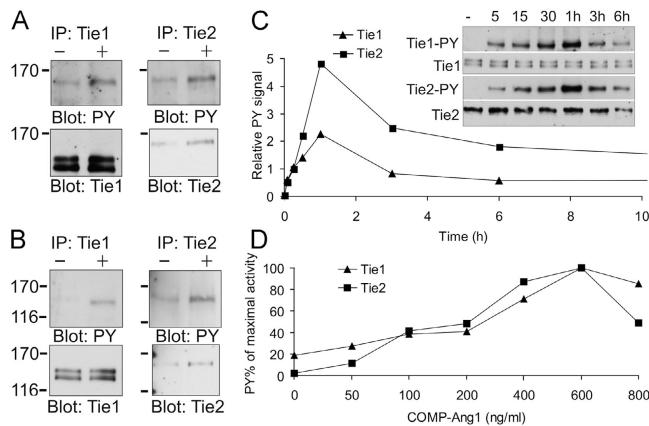 A
IP: Tie1 IP: Tie2
− + − +
170
Blot: PY Blot: PY
170
Blot: Tie1 Blot: Tie2
B
IP: Tie1 IP: Tie2
− + − +
170
116
Blot: PY Blot: PY
170
116
Blot: Tie1 Blot: Tie2
C
Relative PY signal
6
5
4
3
2
1
0
Tie1
Tie2
0 2 4 6 8 10
Time (h)
- 5 15 30 1h 3h 6h
Tie1-PY
Tie1
Tie2-PY
Tie2
D
PY% of maximal activity
100
80
60
40
20
0
Tie1
Tie2
0 50 100 200 400 600 800
COMP-Ang1 (ng/ml)